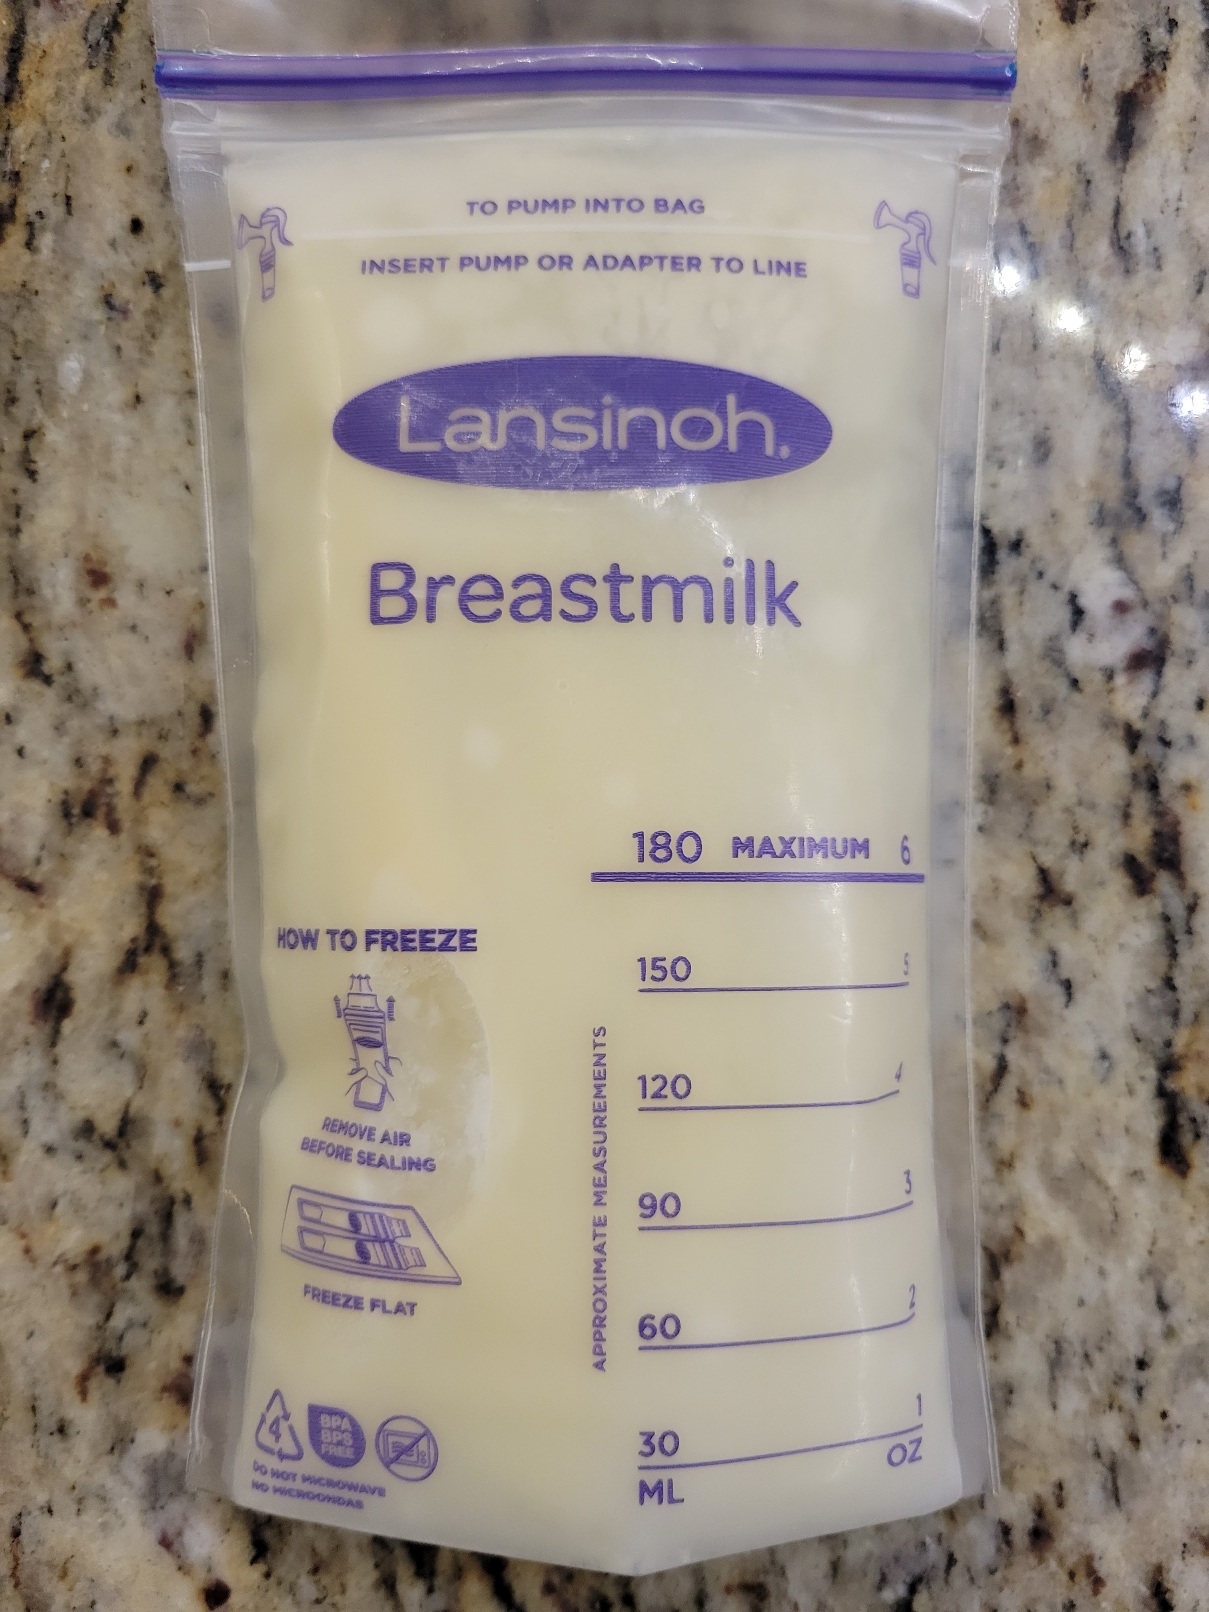 TO PUMP INTO BAG
INSERT PUMP OR ADAPTER TO LINE
Lansinoh.
Breastmilk
180 MAXIMUM 6
HOW TO FREEZE
150 5
120 4
REMOVE AIR
BEFORE SEALING
APPROXIMATE MEASUREMENTS
90 3
60 2
FREEZE FLAT
4
BPA
BPS
FREE
DO NOT MICROWAVE
NO MICROONDAS
30 1
ML OZ